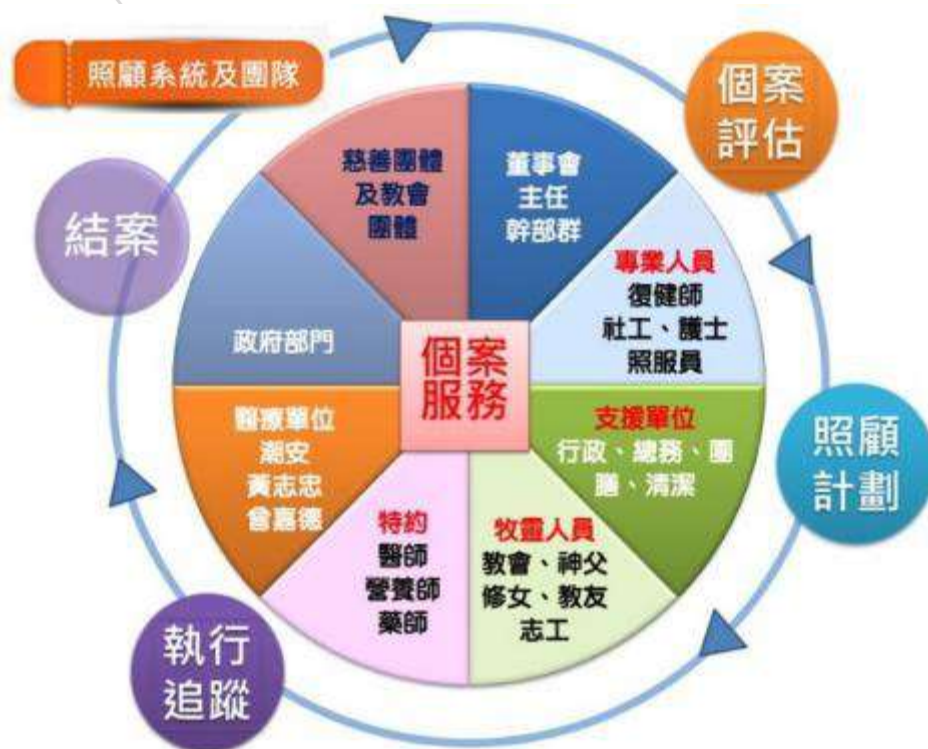 照顧系統及團隊
個案
評估
照顧
計劃
執行
追蹤
結案
個案
服務
董事會
主任
幹部群
專業人員
復健師
社工、護士
照服員
支援單位
行政、總務、團
膳、清潔
牧靈人員
教會、神父
修女、教友
志工
特約
醫師
營養師
藥師
醫療單位
潮安
黃志忠
曾嘉德
政府部門
慈善團體
及教會
團體